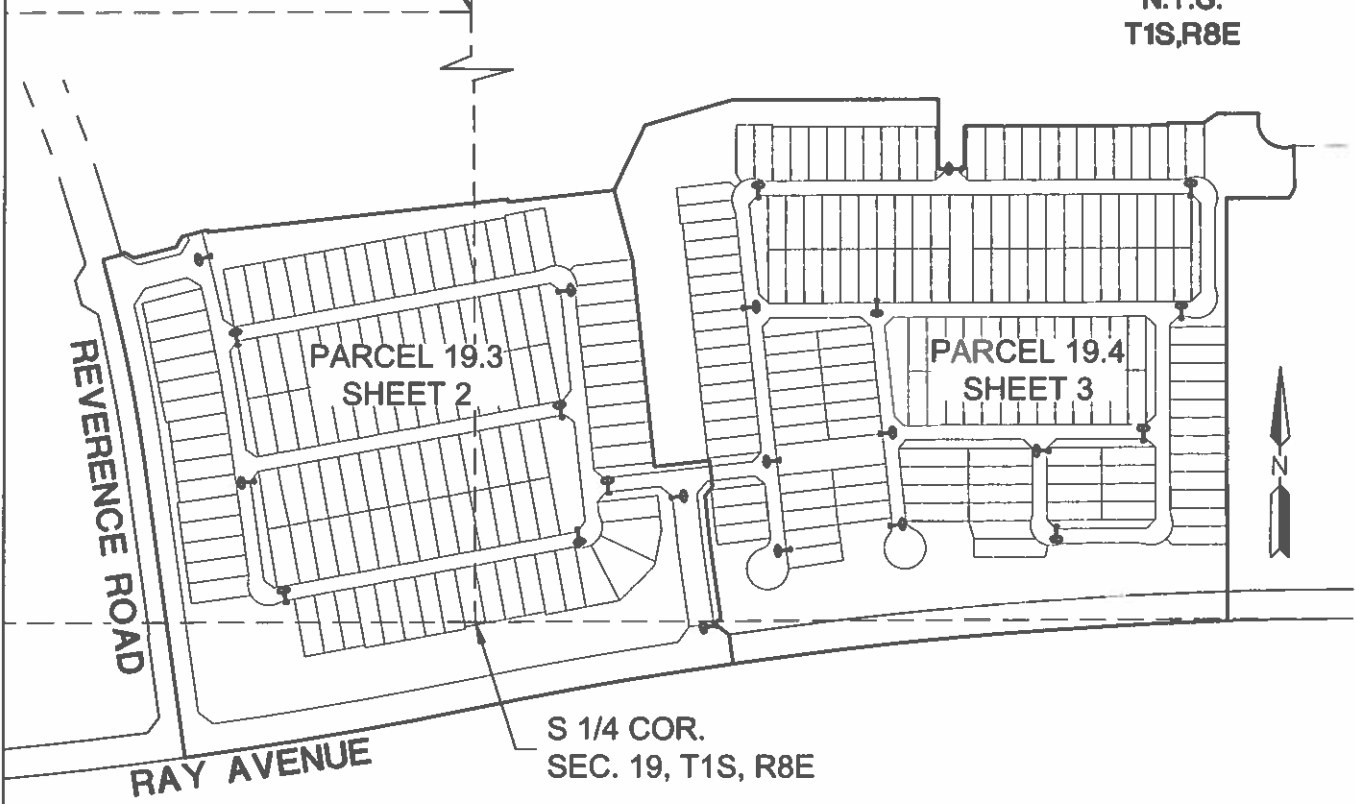 N.T.S.
T1S,R8E
PARCEL 19.3
SHEET 2
PARCEL 19.4
SHEET 3
REVERENCE ROAD
N
S 1/4 COR.
SEC. 19, T1S, R8E
RAY AVENUE